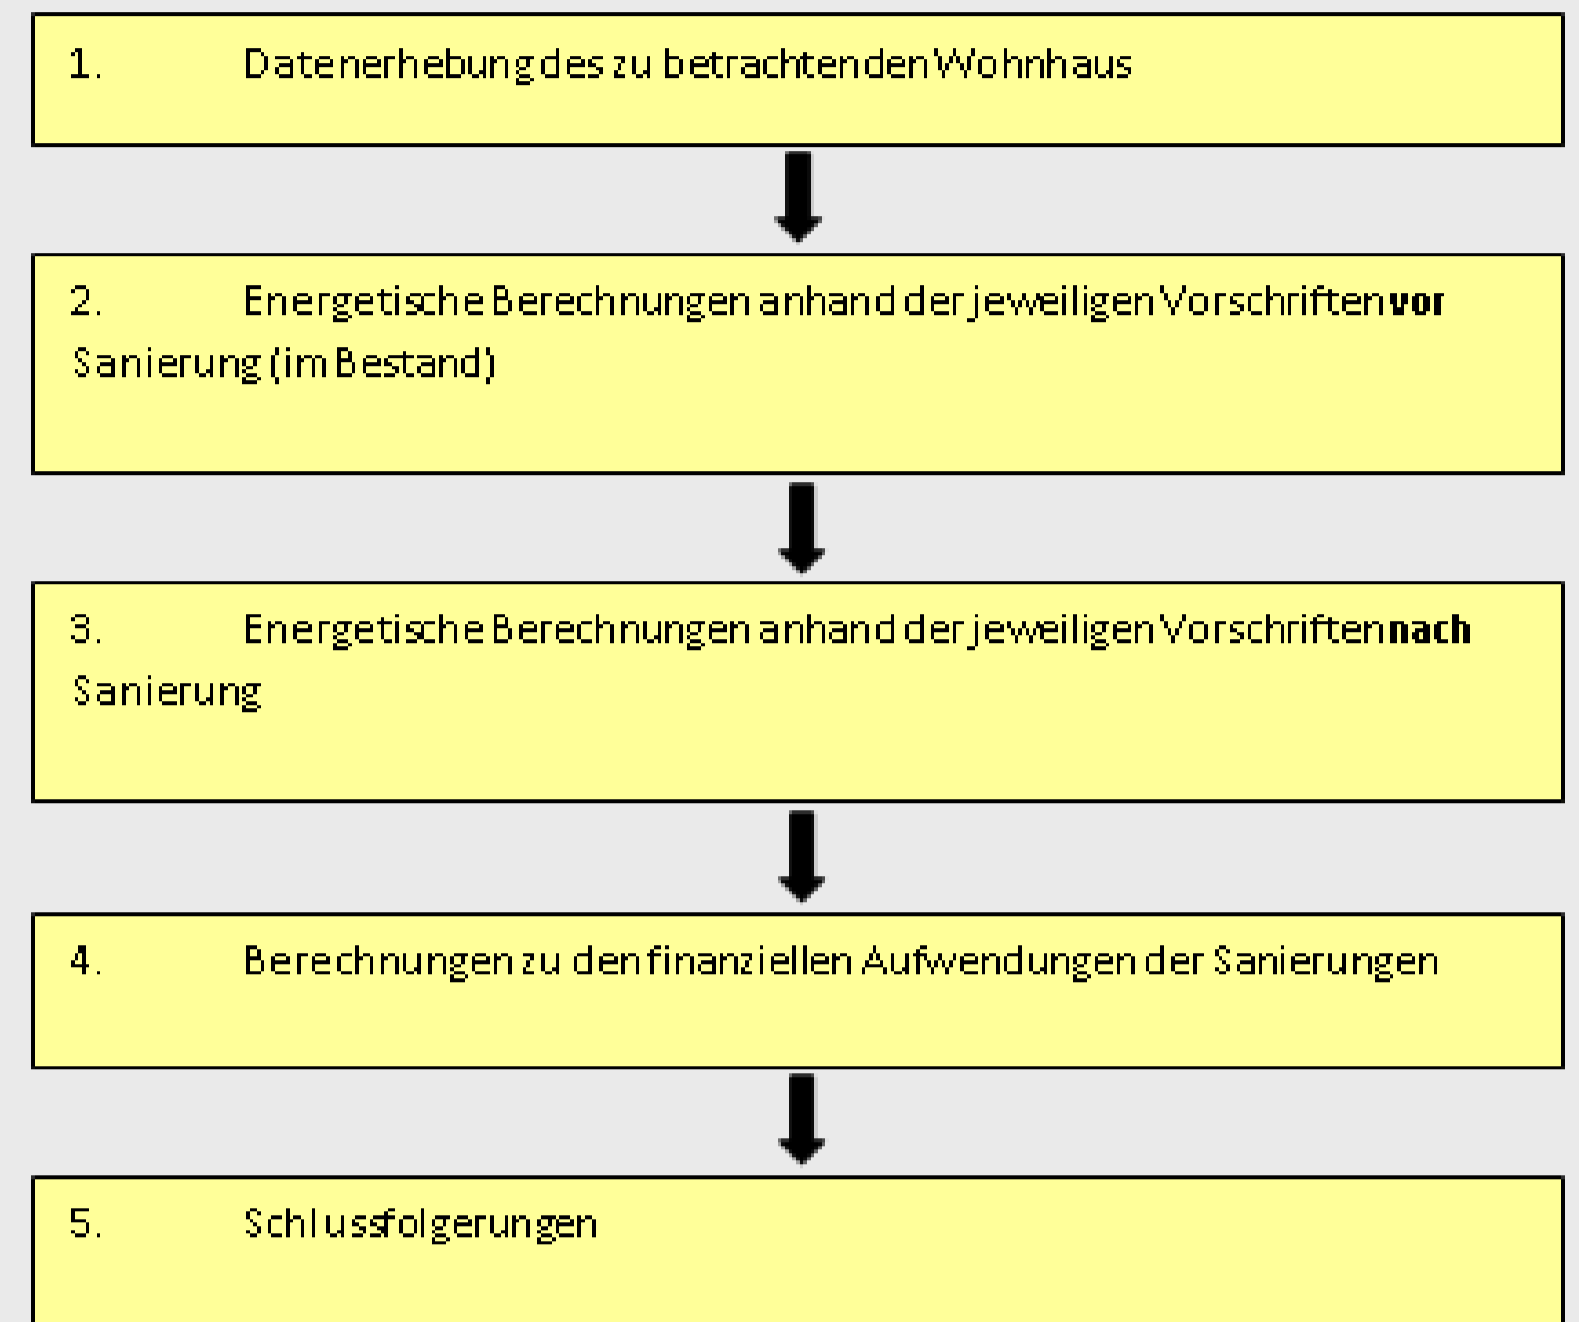 1. Datenerhebung des zu betrachtenden Wohnhaus
2. Energetische Berechnungen anhand der jeweiligen Vorschriften vor
Sanierung (im Bestand)
3. Energetische Berechnungen anhand der jeweiligen Vorschriften nach
Sanierung
4. Berechnungen zu den finanziellen Aufwendungen der Sanierungen
5. Schlussfolgerungen